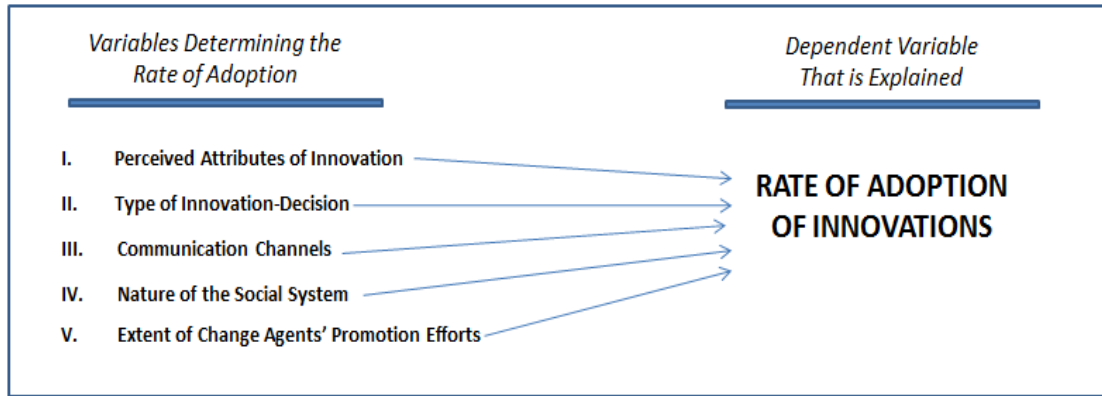 Variables Determining the
Rate of Adoption
Dependent Variable
That is Explained
I. Perceived Attributes of Innovation
II. Type of Innovation-Decision
III. Communication Channels
IV. Nature of the Social System
V. Extent of Change Agents' Promotion Efforts
RATE OF ADOPTION
OF INNOVATIONS